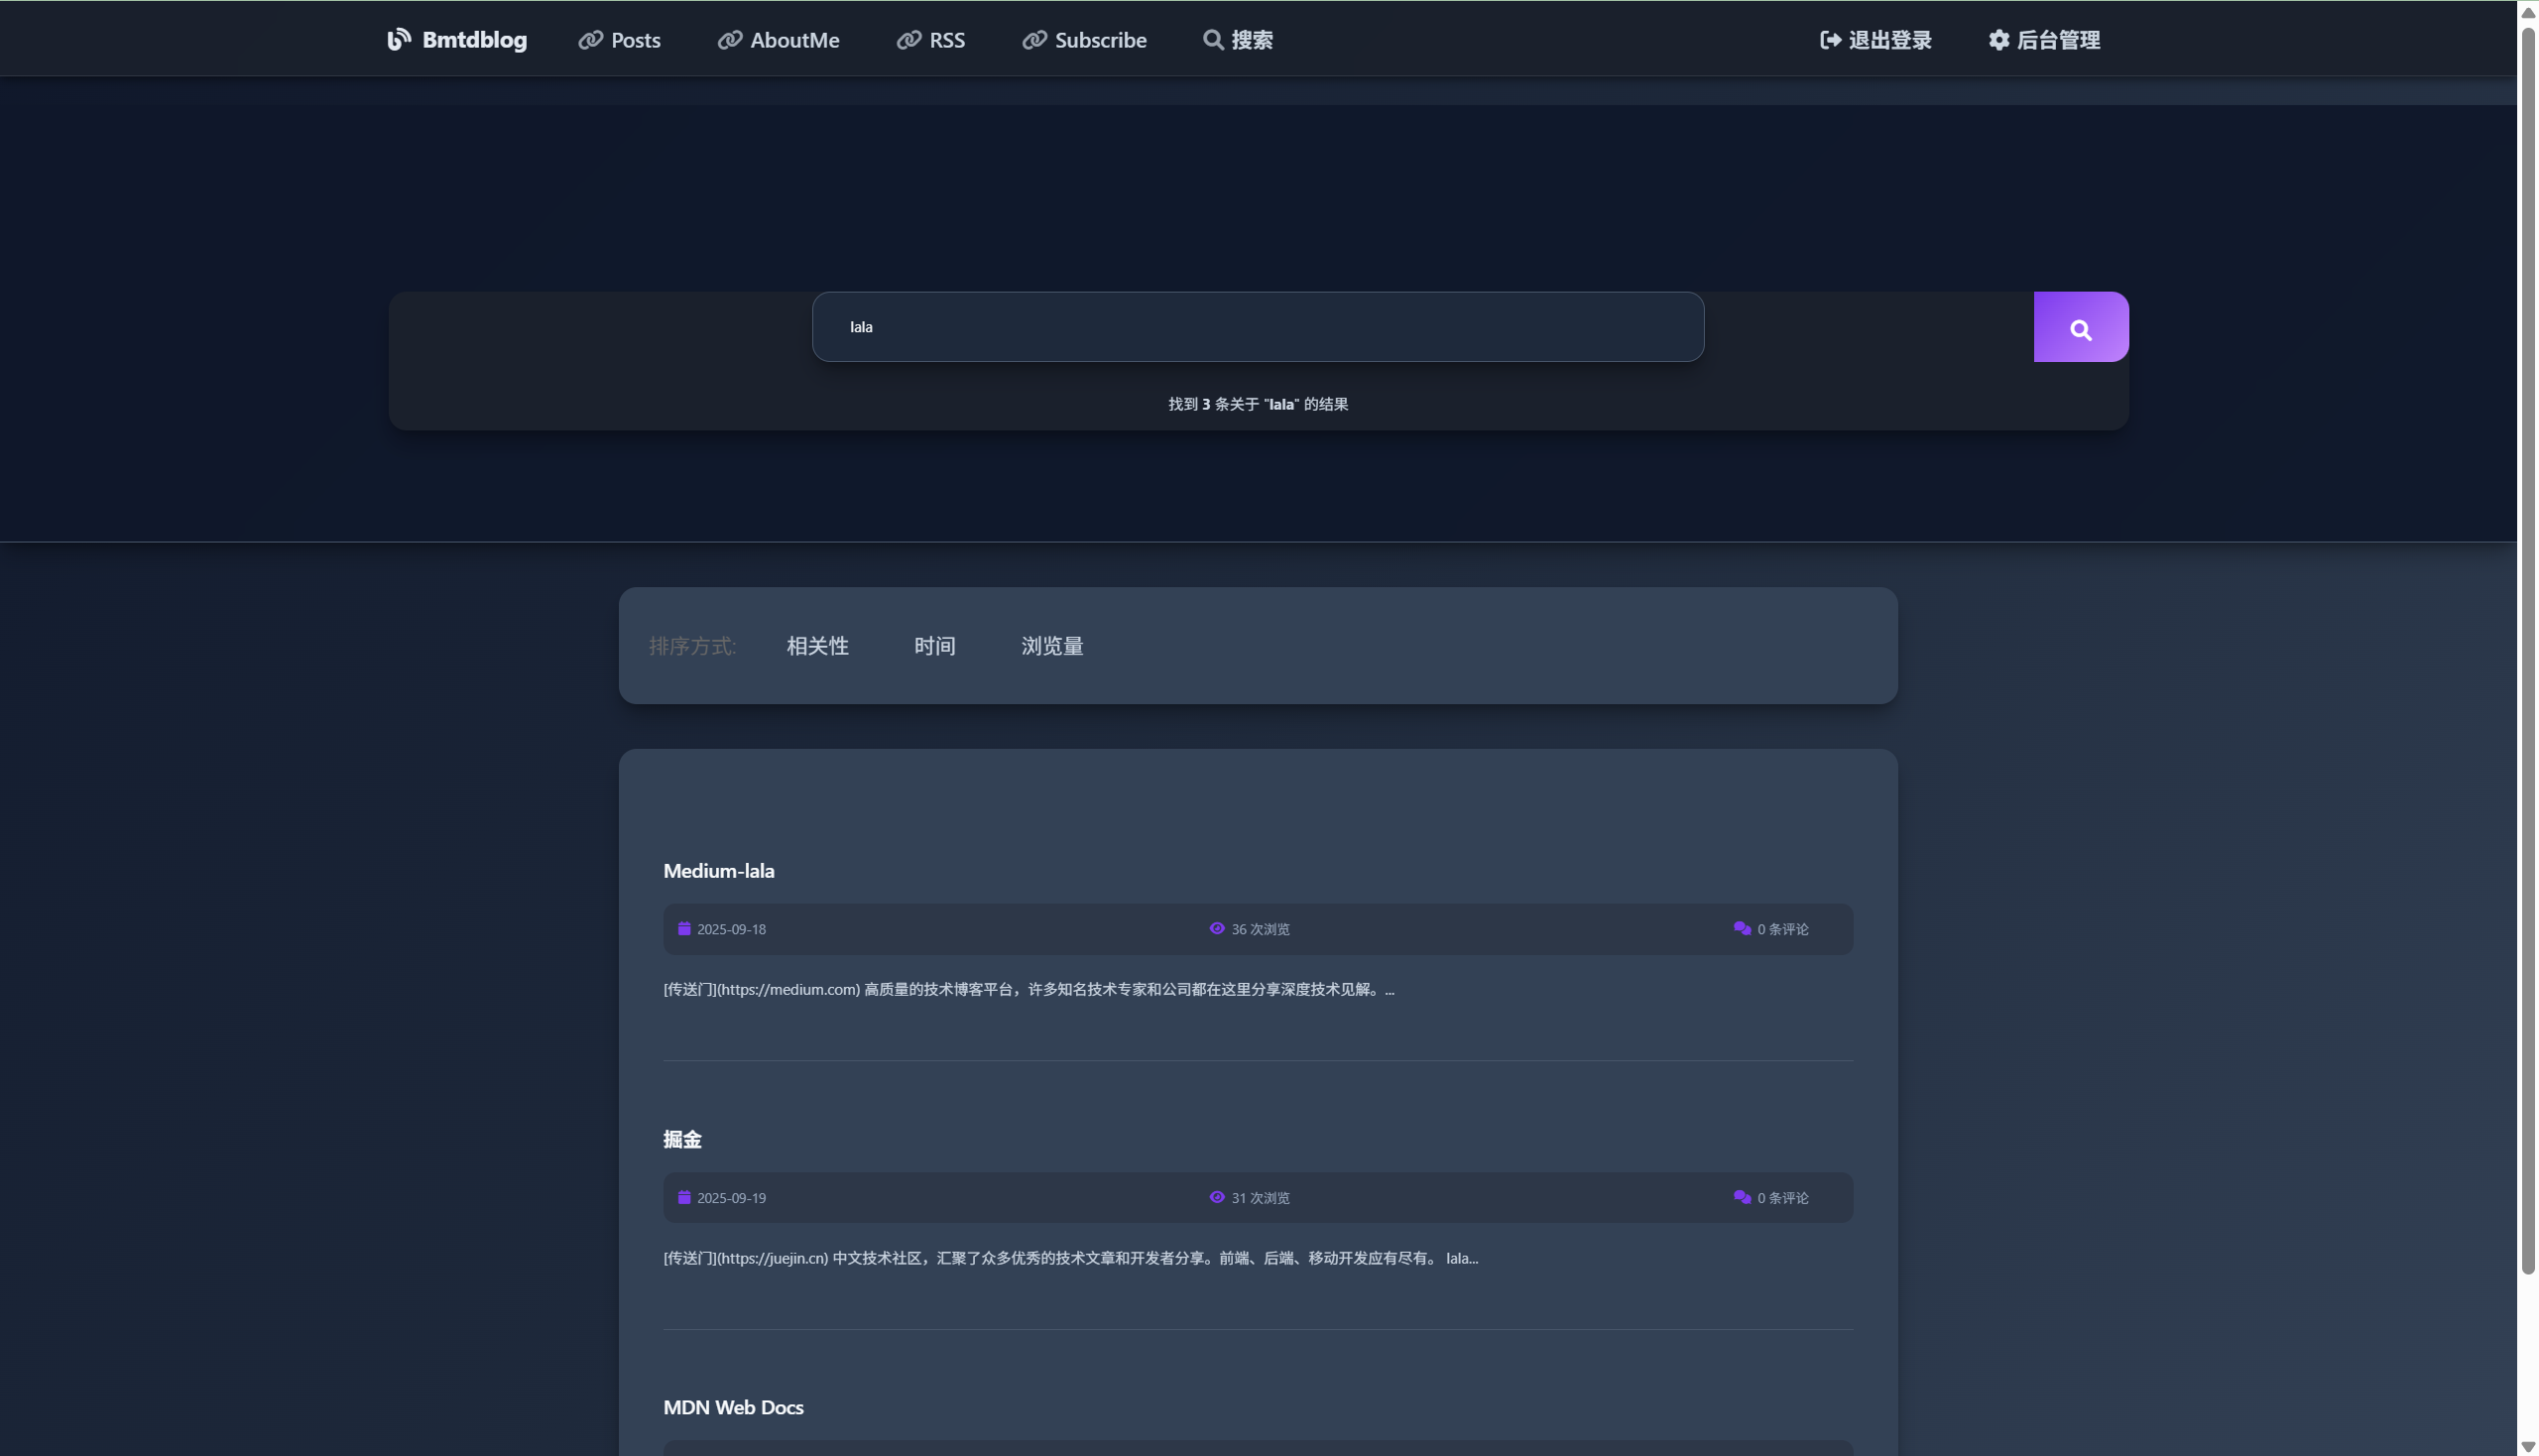 Bmtdblog Posts AboutMe RSS Subscribe 搜索 退出登录 后台管理
lala
找到 3 条关于 "lala" 的结果
排序方式: 相关性 时间 浏览量
Medium-lala
2025-09-18 36 次浏览 0 条评论
[传送门](https://medium.com) 高质量的技术博客平台，许多知名技术专家和公司都在这里分享深度技术见解。...
掘金
2025-09-19 31 次浏览 0 条评论
[传送门](https://juejin.cn) 中文技术社区，汇聚了众多优秀的技术文章和开发者分享。前端、后端、移动开发应有尽有。 lala...
MDN Web Docs